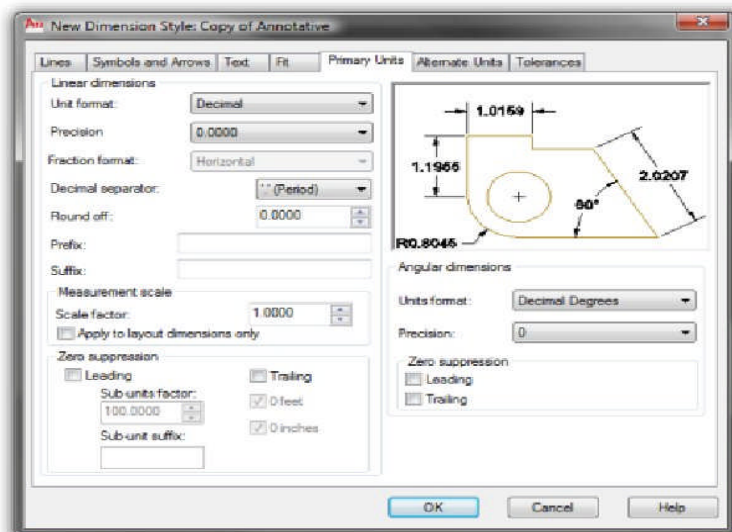 New Dimension Style: Copy of Annotative
Lines Symbols and Arrows Text Fit Primary Units Alternate Units Tolerances
Linear dimensions
Unit format: Decimal
Precision 0.0000
Fraction format: Horizontal
Decimal separator: '.' (Period)
Round off: 0.0000
Prefix:
Suffix:
Measurement scale
Scale factor: 1.0000
Apply to layout dimensions only
Zero suppression
Leading
Trailing
Sub-units factor:
100.0000
0 feet
Sub-unit suffix:
0 inches
1.0159
1.1955
2.0207
60°
R0.8045
Angular dimensions
Units format: Decimal Degrees
Precision: 0
Zero suppression
Leading
Trailing
OK Cancel Help